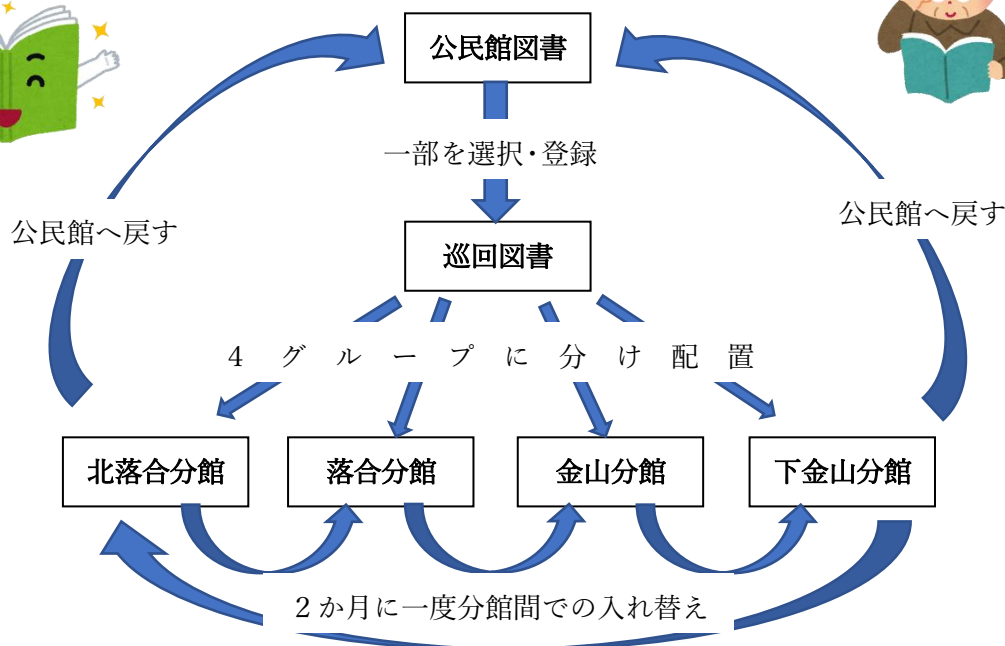 公民館図書
一部を選択・登録
公民館へ戻す
公民館へ戻す
巡回図書
４グループに分け配置
北落合分館
落合分館
金山分館
下金山分館
２か月に一度分館間での入れ替え